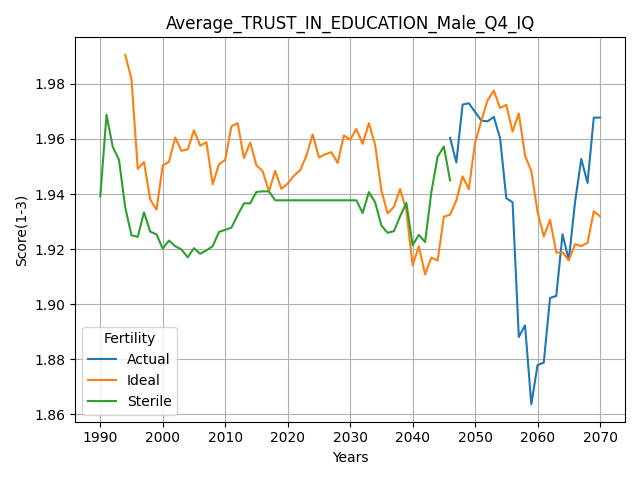 Average_TRUST_IN_EDUCATION_Male_Q4_IQ
Score(1-3)
1.98
1.96
1.94
1.92
1.90
1.88
1.86
Fertility
Actual
Ideal
Sterile
1990 2000 2010 2020 2030 2040 2050 2060 2070
Years